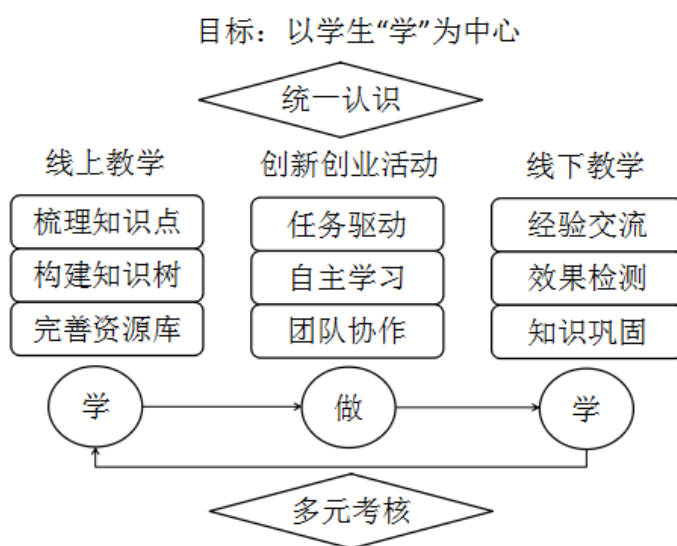 目标：以学生“学”为中心
统一认识
线上教学 创新创业活动 线下教学
梳理知识点 任务驱动 经验交流
构建知识树 自主学习 效果检测
完善资源库 团队协作 知识巩固
学 做 学
多元考核